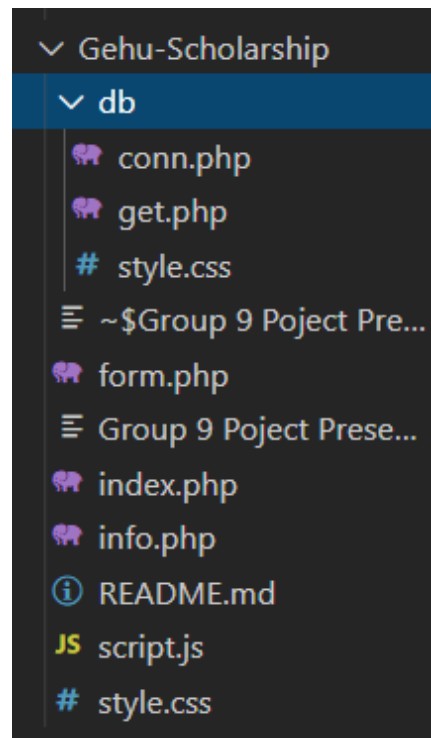 Gehu-Scholarship
db
conn.php
get.php
# style.css
~$Group 9 Poject Pre...
form.php
Group 9 Poject Prese...
index.php
info.php
README.md
JS script.js
# style.css